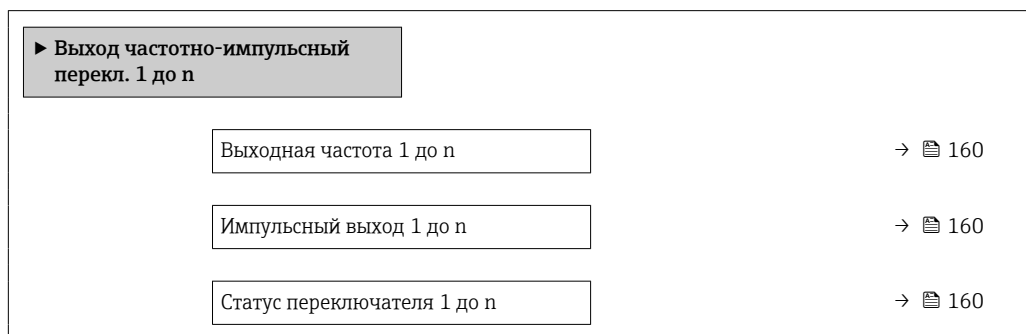 ▶ Выход частотно-импульсный
перекл. 1 до n
Выходная частота 1 до n → 160
Импульсный выход 1 до n → 160
Статус переключателя 1 до n → 160